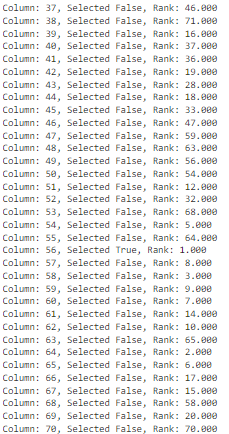 Column: 37, Selected False, Rank: 46.000
Column: 38, Selected False, Rank: 71.000
Column: 39, Selected False, Rank: 16.000
Column: 40, Selected False, Rank: 37.000
Column: 41, Selected False, Rank: 36.000
Column: 42, Selected False, Rank: 19.000
Column: 43, Selected False, Rank: 28.000
Column: 44, Selected False, Rank: 18.000
Column: 45, Selected False, Rank: 33.000
Column: 46, Selected False, Rank: 47.000
Column: 47, Selected False, Rank: 59.000
Column: 48, Selected False, Rank: 63.000
Column: 49, Selected False, Rank: 56.000
Column: 50, Selected False, Rank: 54.000
Column: 51, Selected False, Rank: 12.000
Column: 52, Selected False, Rank: 32.000
Column: 53, Selected False, Rank: 68.000
Column: 54, Selected False, Rank: 5.000
Column: 55, Selected False, Rank: 64.000
Column: 56, Selected True, Rank: 1.000
Column: 57, Selected False, Rank: 8.000
Column: 58, Selected False, Rank: 3.000
Column: 59, Selected False, Rank: 9.000
Column: 60, Selected False, Rank: 7.000
Column: 61, Selected False, Rank: 14.000
Column: 62, Selected False, Rank: 10.000
Column: 63, Selected False, Rank: 65.000
Column: 64, Selected False, Rank: 2.000
Column: 65, Selected False, Rank: 6.000
Column: 66, Selected False, Rank: 17.000
Column: 67, Selected False, Rank: 15.000
Column: 68, Selected False, Rank: 58.000
Column: 69, Selected False, Rank: 20.000
Column: 70, Selected False, Rank: 70.000